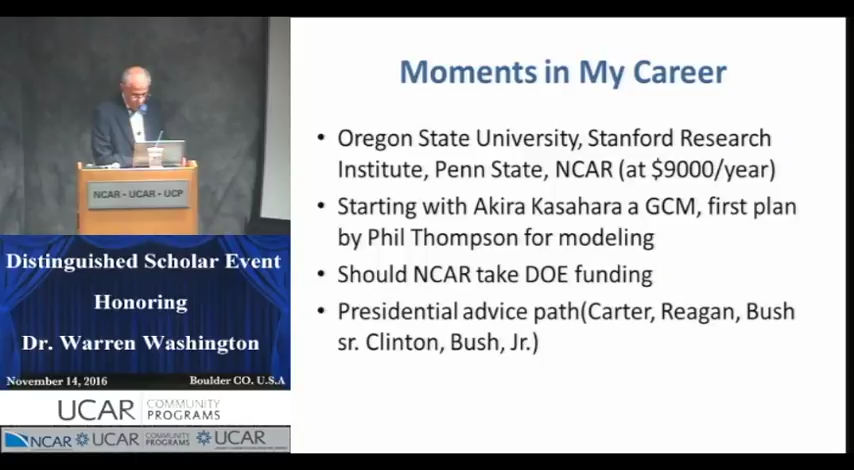 Moments in My Career
• Oregon State University, Stanford Research
Institute, Penn State, NCAR (at $9000/year)
• Starting with Akira Kasahara a GCM, first plan
by Phil Thompson for modeling
• Should NCAR take DOE funding
• Presidential advice path(Carter, Reagan, Bush
sr. Clinton, Bush, Jr.)
NCAR - UCAR - UCP
Distinguished Scholar Event
Honoring
Dr. Warren Washington
November 14, 2016 Boulder CO. U.S.A
UCAR COMMUNITY
PROGRAMS
NCAR UCAR COMMUNITY
PROGRAMS UCAR